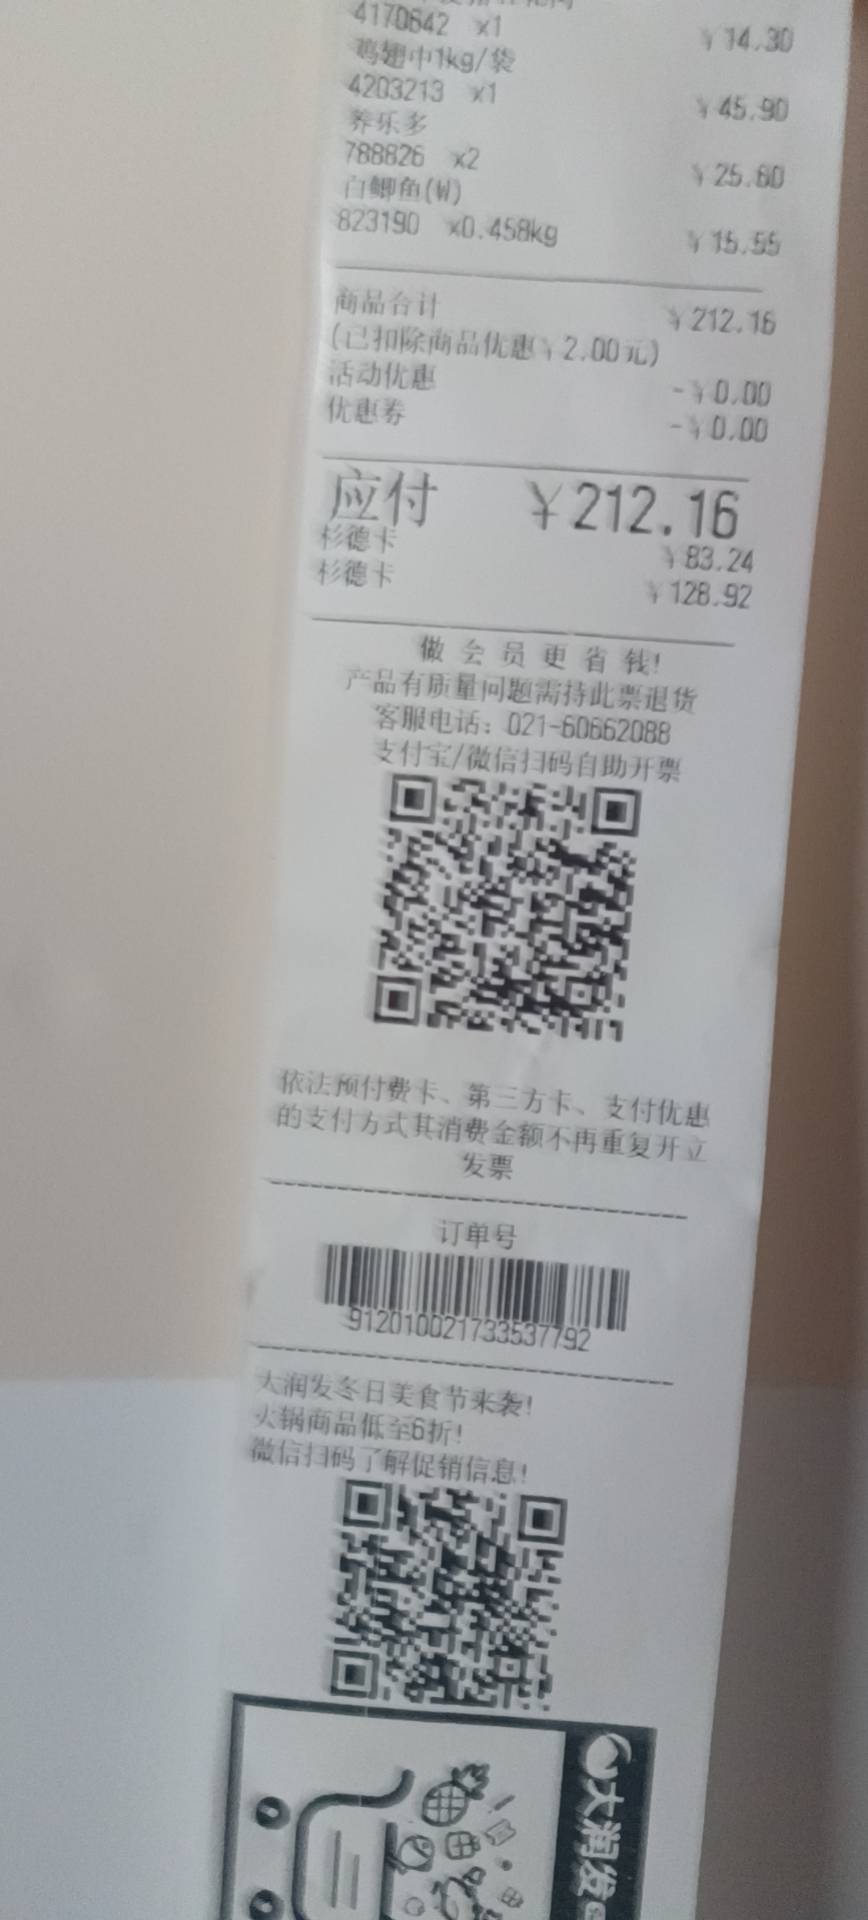 4170642 x1 ¥14.30
鸡翅中1kg/袋
4203213 x1 ¥45.90
养乐多
788826 x2 ¥25.60
白鲫鱼(W)
823190 x0.458kg ¥15.55
商品合计 ¥212.16
(已扣除商品优惠¥2.00元)
活动优惠 -¥0.00
优惠券 -¥0.00
应付 ¥212.16
杉德卡 ¥83.24
杉德卡 ¥128.92
做会员更省钱!
产品有质量问题需持此票退货
客服电话: 021-60662088
支付宝/微信扫码自助开票
依法预付费卡、第三方卡、支付优惠
的支付方式其消费金额不再重复开立
发票
订单号
912010021733537792
大润发冬日美食节来袭!
火锅商品低至6折!
微信扫码了解促销信息!
大润发